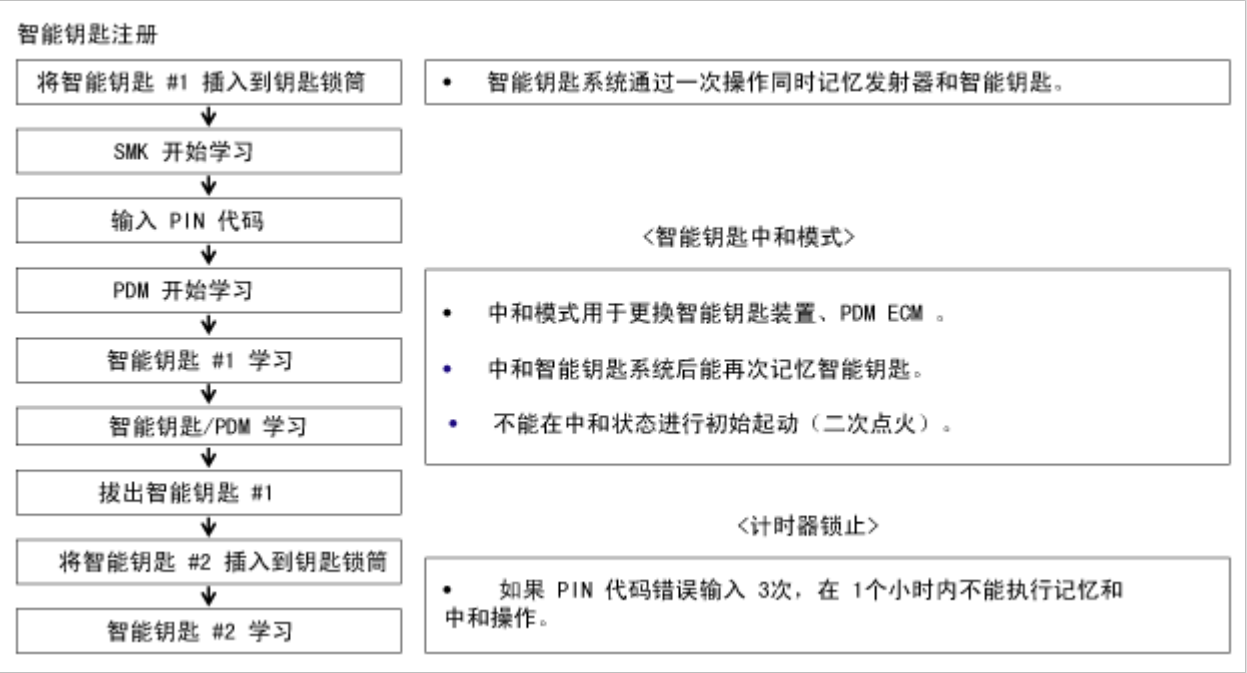 智能钥匙注册
将智能钥匙 #1 插入到钥匙锁筒
SMK 开始学习
输入 PIN 代码
PDM 开始学习
智能钥匙 #1 学习
智能钥匙/PDM 学习
拔出智能钥匙 #1
将智能钥匙 #2 插入到钥匙锁筒
智能钥匙 #2 学习
• 智能钥匙系统通过一次操作同时记忆发射器和智能钥匙。
<智能钥匙中和模式>
• 中和模式用于更换智能钥匙装置、PDM ECM 。
• 中和智能钥匙系统后能再次记忆智能钥匙。
• 不能在中和状态进行初始起动（二次点火）。
<计时器锁止>
• 如果 PIN 代码错误输入 3次，在 1个小时内不能执行记忆和
中和操作。